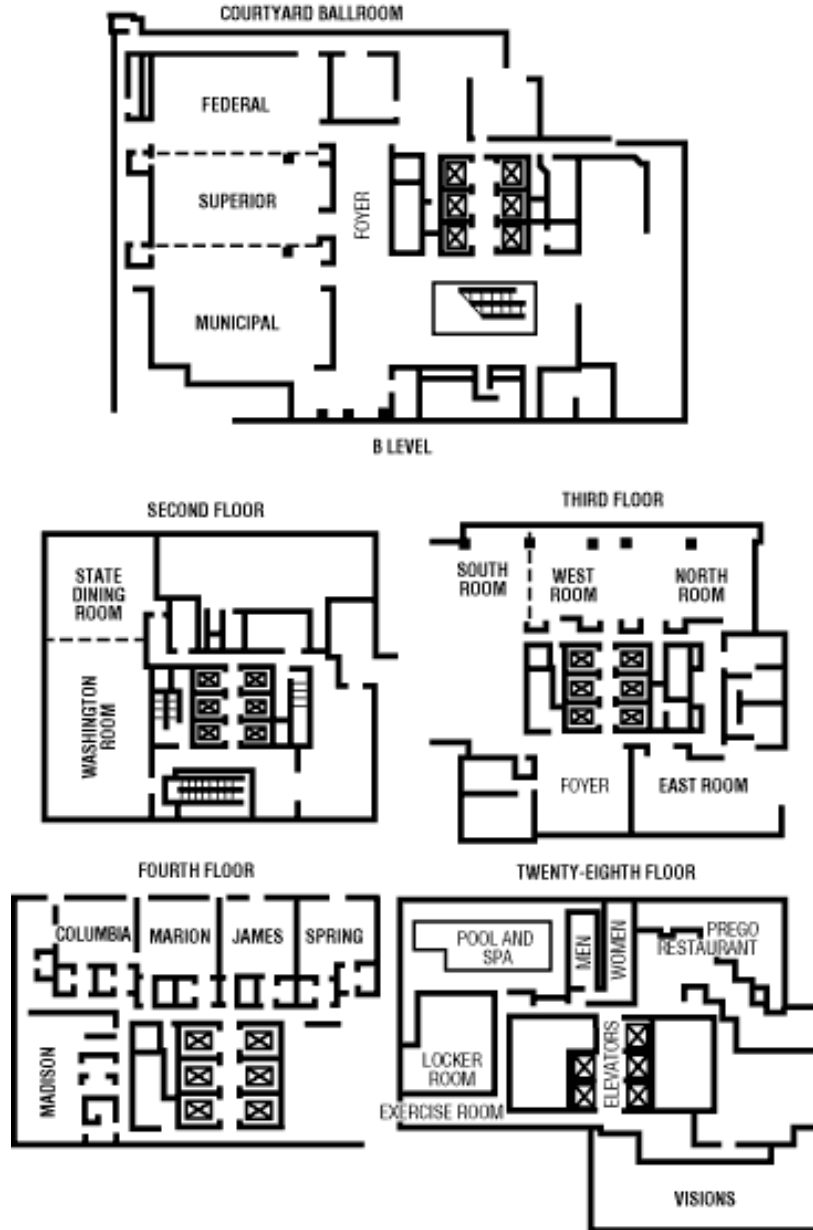 COURTYARD BALLROOM
FEDERAL
SUPERIOR
FOYER
MUNICIPAL
B LEVEL
SECOND FLOOR
STATE
DINING
ROOM
WASHINGTON
ROOM
THIRD FLOOR
SOUTH
ROOM
WEST
ROOM
NORTH
ROOM
FOYER
EAST ROOM
FOURTH FLOOR
COLUMBIA
MARION
JAMES
SPRING
MADISON
TWENTY-EIGHTH FLOOR
POOL AND
SPA
MEN
WOMEN
PREGO
RESTAURANT
LOCKER
ROOM
ELEVATORS
EXERCISE ROOM
VISIONS